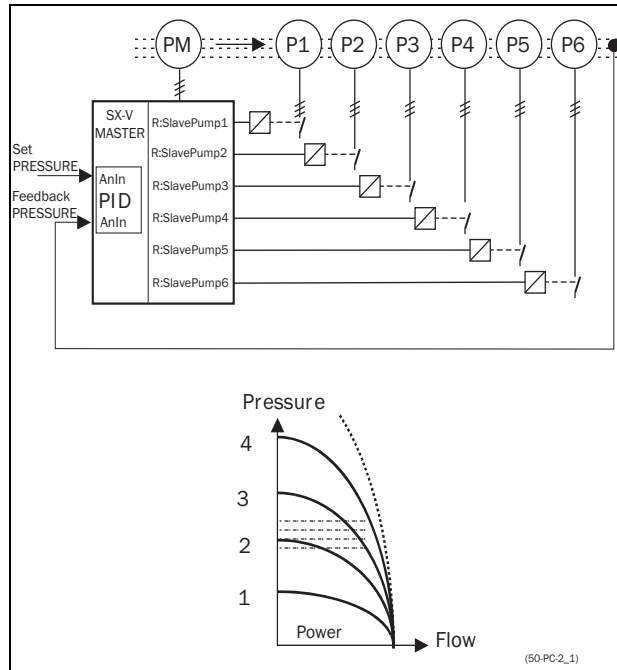 PM
P1
P2
P3
P4
P5
P6
SX-V
MASTER
R:SlavePump1
R:SlavePump2
R:SlavePump3
R:SlavePump4
R:SlavePump5
R:SlavePump6
Set
PRESSURE
Feedback
PRESSURE
AnIn
PID
AnIn
Pressure
4
3
2
1
Power
Flow
(50-PC-2_1)